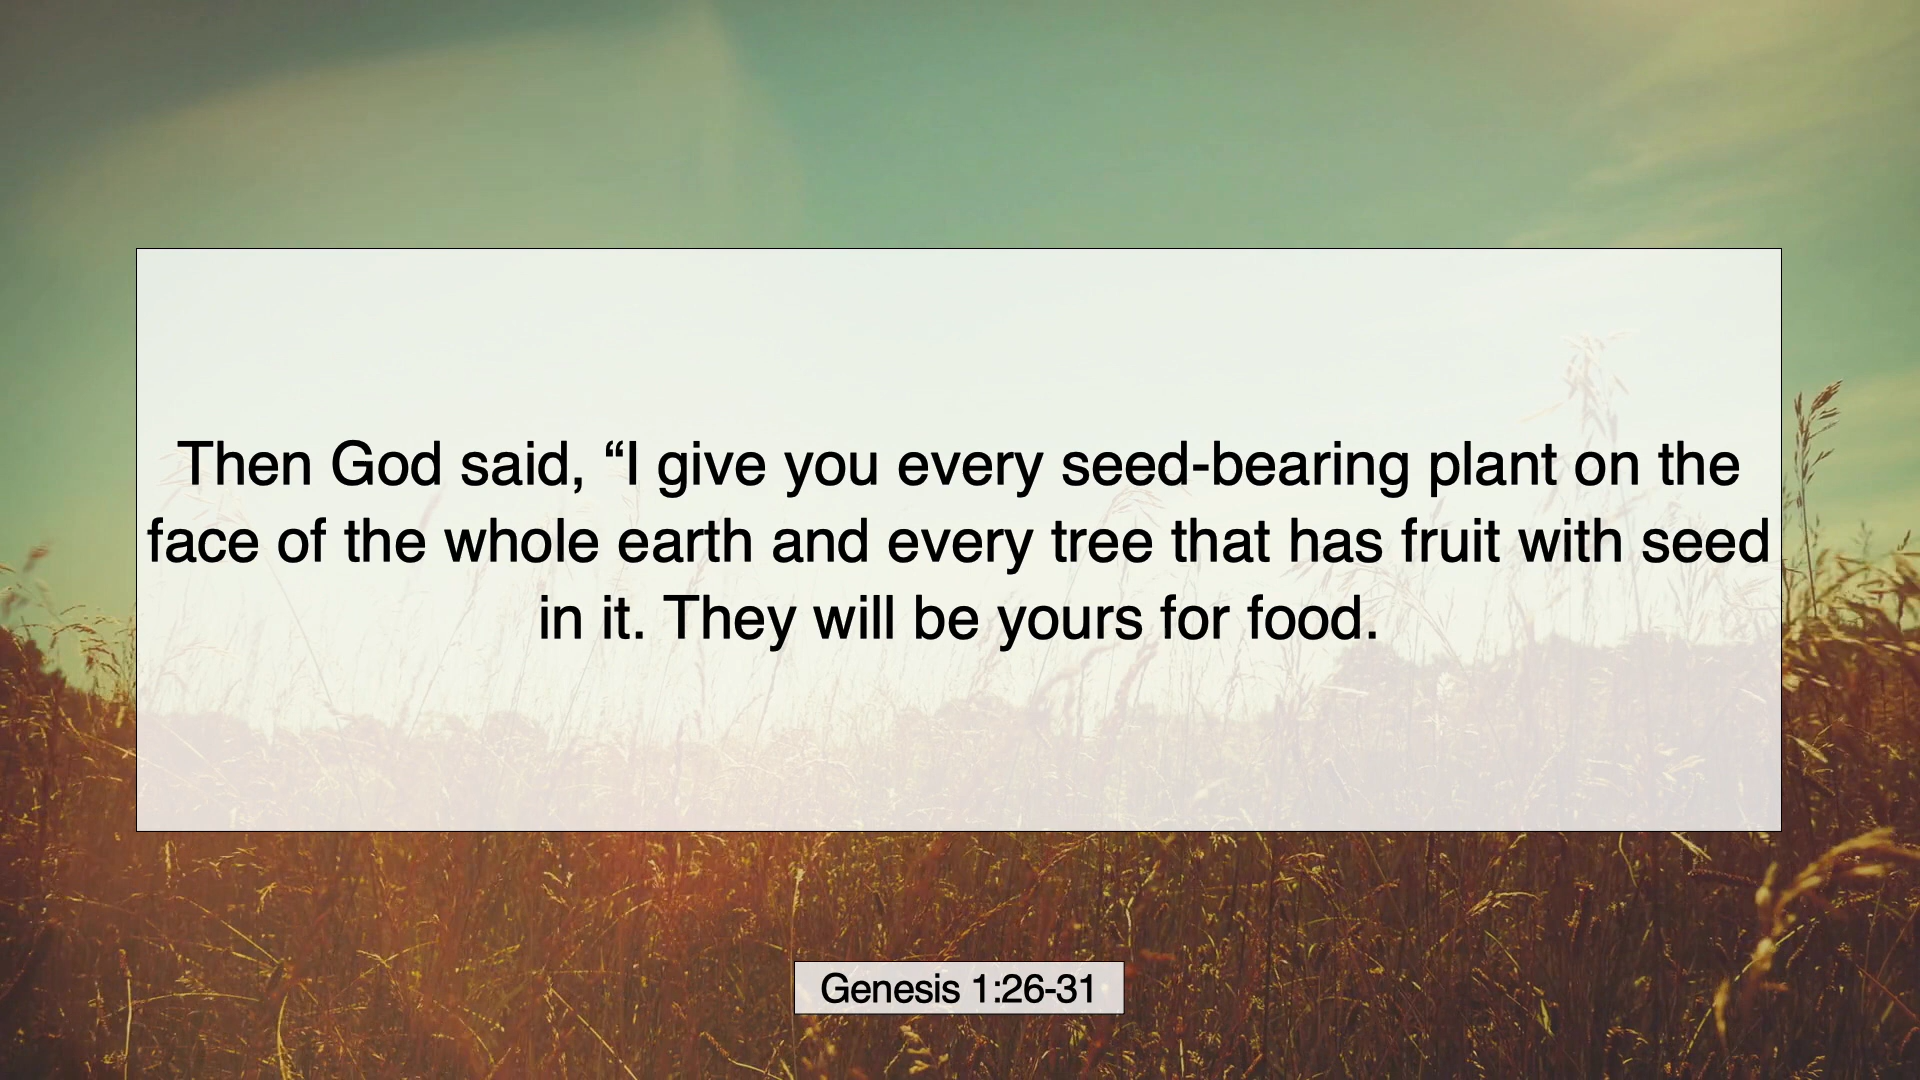 Then God said, “I give you every seed-bearing plant on the
face of the whole earth and every tree that has fruit with seed
in it. They will be yours for food.
Genesis 1:26-31